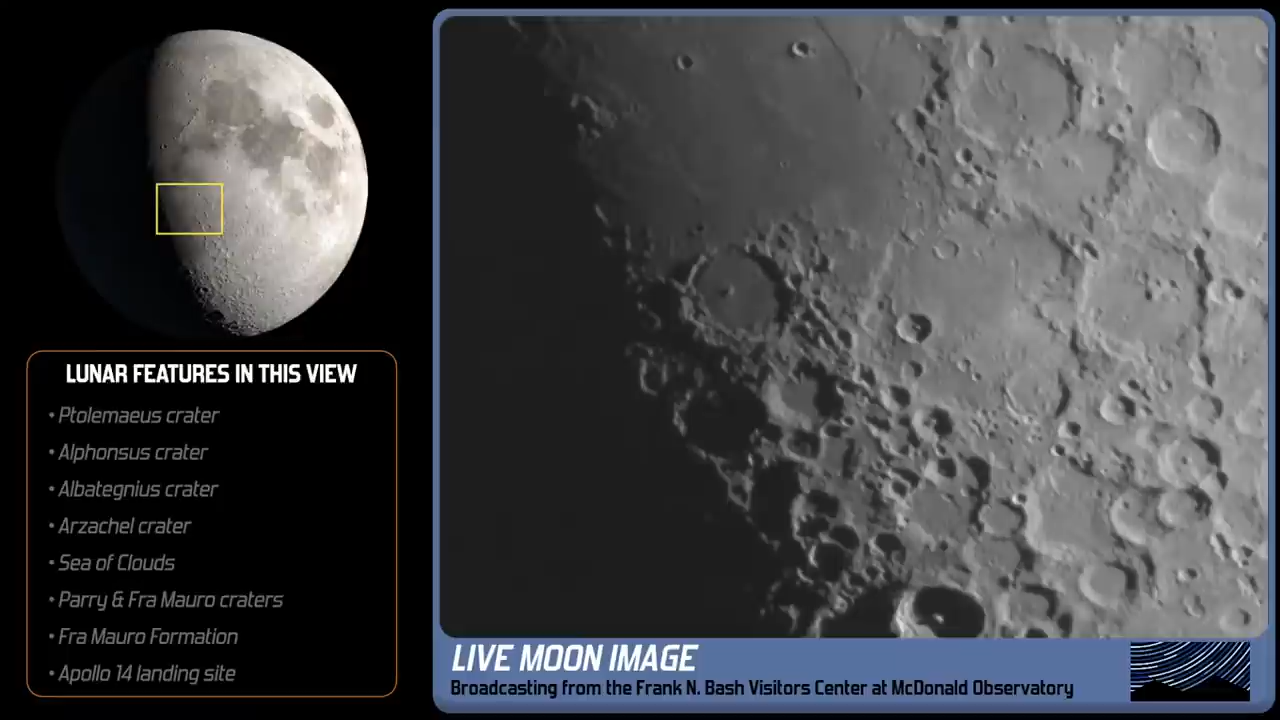 LUNAR FEATURES IN THIS VIEW
• Ptolemaeus crater
• Alphonsus crater
• Albategnius crater
• Arzachel crater
• Sea of Clouds
• Parry & Fra Mauro craters
• Fra Mauro Formation
• Apollo 14 landing site
LIVE MOON IMAGE
Broadcasting from the Frank N. Bash Visitors Center at McDonald Observatory